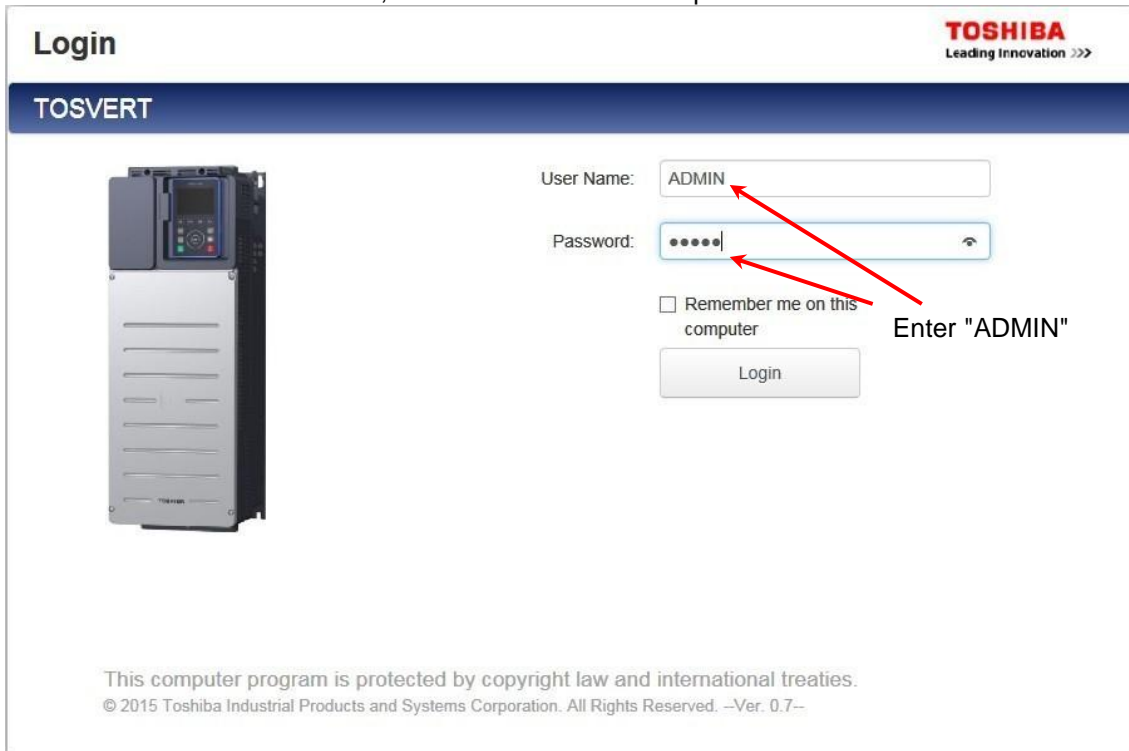 Login
TOSHIBA
Leading Innovation >>>
TOSVERT
User Name: ADMIN
Password: •••••
Remember me on this
computer
Enter "ADMIN"
Login
TOSHIBA
This computer program is protected by copyright law and international treaties.
© 2015 Toshiba Industrial Products and Systems Corporation. All Rights Reserved. --Ver. 0.7--